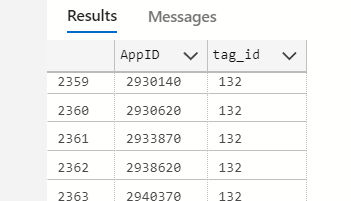 Results Messages
AppID tag_id
2359 2930140 132
2360 2930620 132
2361 2933870 132
2362 2938620 132
2363 2940370 132